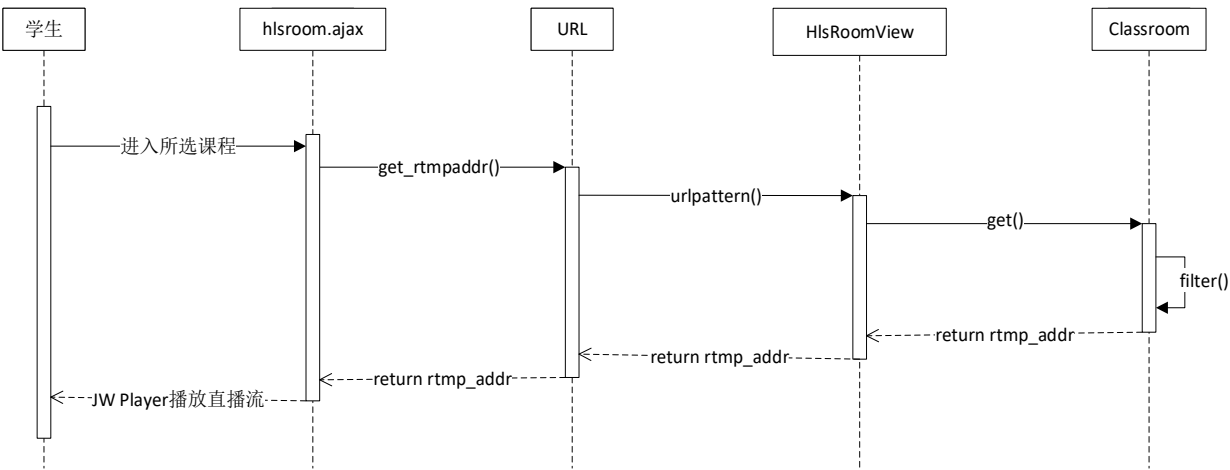 学生
hlsroom.ajax
URL
HlsRoomView
Classroom
进入所选课程
get_rtmpaddr()
urlpattern()
get()
filter()
return rtmp_addr
return rtmp_addr
return rtmp_addr
JW Player播放直播流